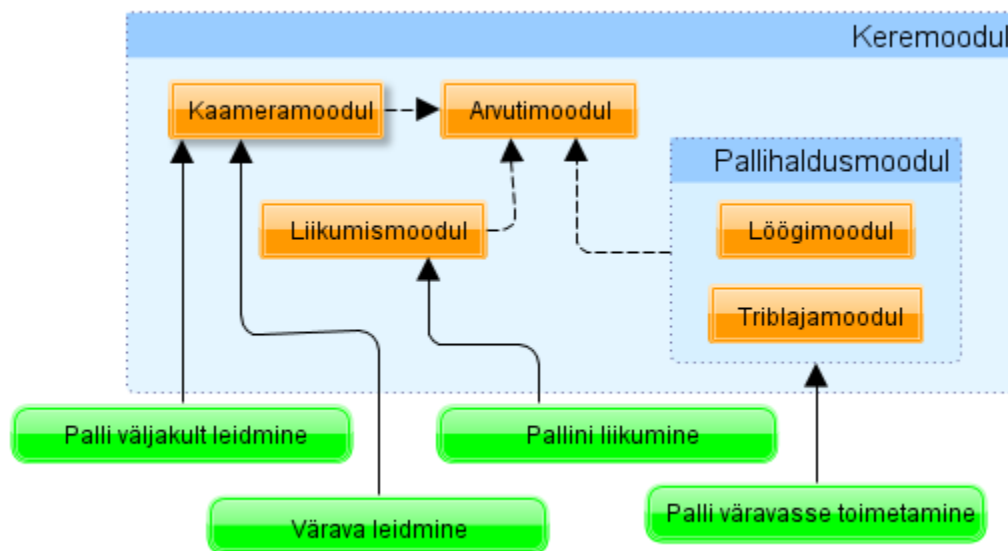 Keremoodul
Kaameramoodul
Arvutimoodul
Pallihaldusmoodul
Liikumismoodul
Löögimoodul
Triblajamoodul
Palli väljakult leidmine
Pallini liikumine
Värava leidmine
Palli väravasse toimetamine